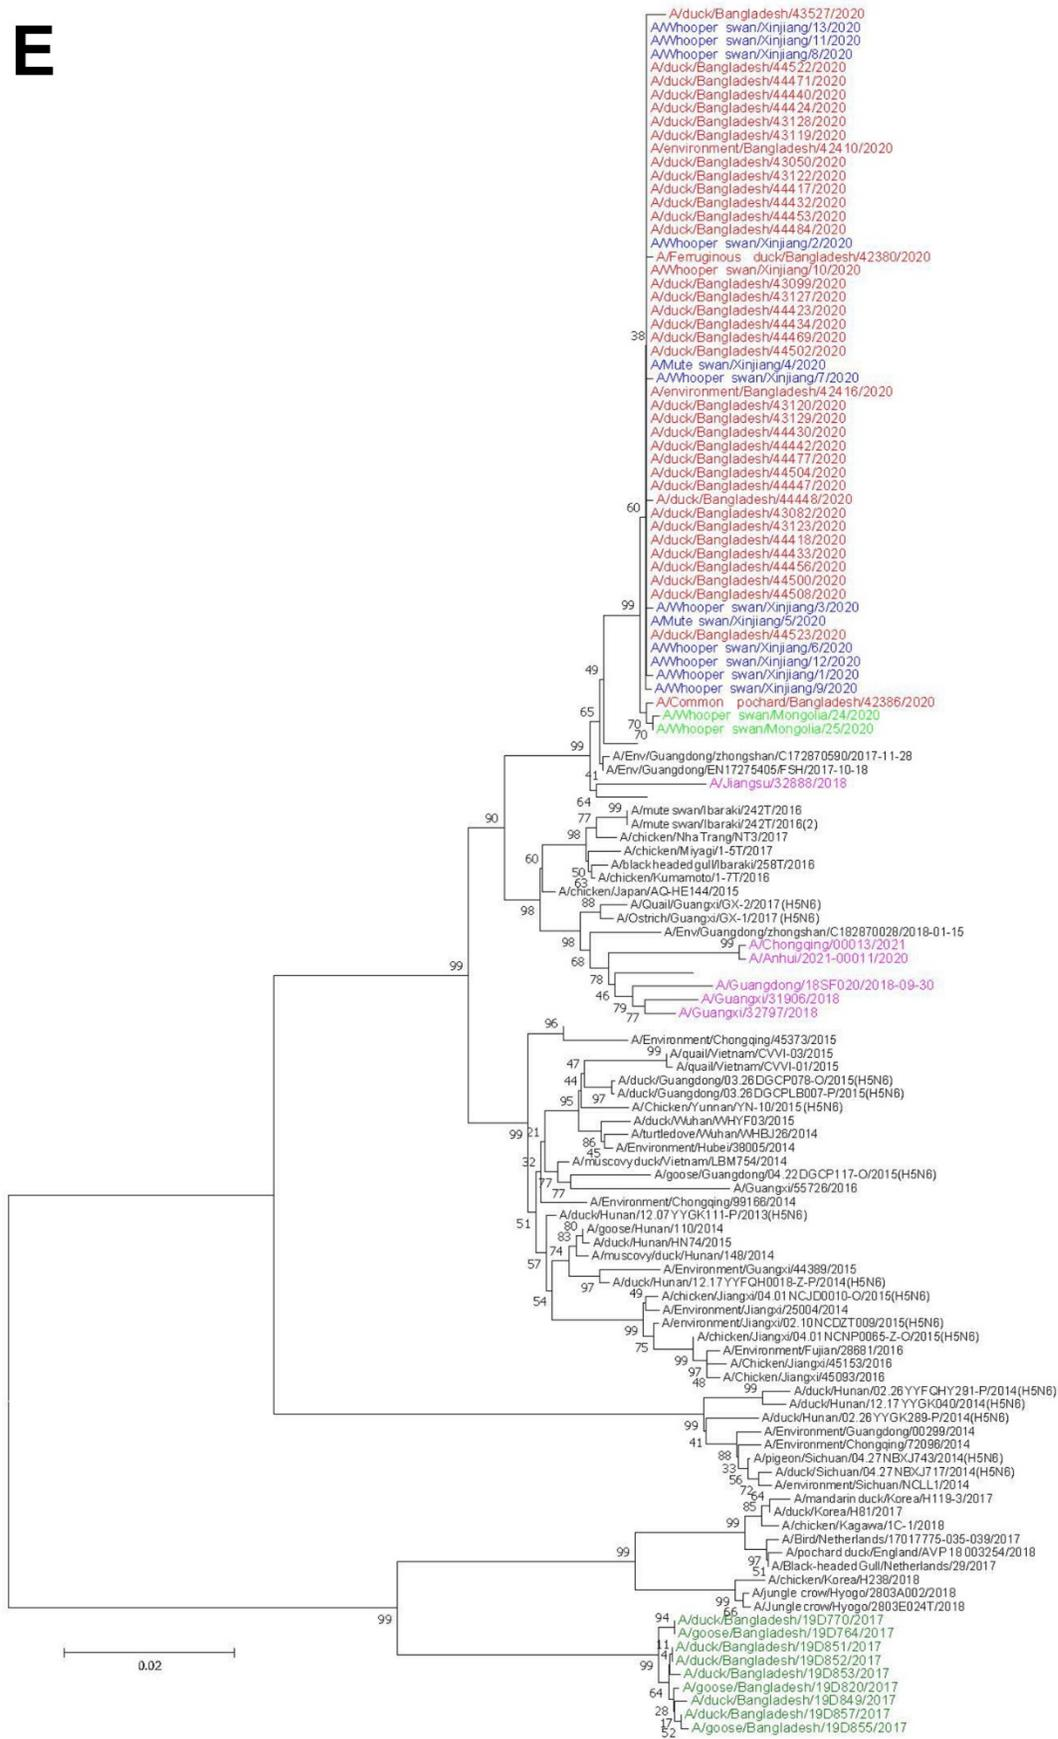 E
A/duck/Bangladesh/43527/2020
A/Whooper swan/Xinjiang/13/2020
A/Whooper swan/Xinjiang/11/2020
A/Whooper swan/Xinjiang/8/2020
A/duck/Bangladesh/44522/2020
A/duck/Bangladesh/44471/2020
A/duck/Bangladesh/44440/2020
A/duck/Bangladesh/44424/2020
A/duck/Bangladesh/43128/2020
A/duck/Bangladesh/43119/2020
A/environment/Bangladesh/42410/2020
A/duck/Bangladesh/43050/2020
A/duck/Bangladesh/43122/2020
A/duck/Bangladesh/44417/2020
A/duck/Bangladesh/44432/2020
A/duck/Bangladesh/44453/2020
A/duck/Bangladesh/44484/2020
A/Whooper swan/Xinjiang/2/2020
A/Ferruginous duck/Bangladesh/42380/2020
A/Whooper swan/Xinjiang/10/2020
A/duck/Bangladesh/43099/2020
A/duck/Bangladesh/43127/2020
A/duck/Bangladesh/44423/2020
A/duck/Bangladesh/44434/2020
38 A/duck/Bangladesh/44469/2020
A/duck/Bangladesh/44502/2020
A/Mute swan/Xinjiang/4/2020
A/Whooper swan/Xinjiang/7/2020
A/environment/Bangladesh/42416/2020
A/duck/Bangladesh/43120/2020
A/duck/Bangladesh/43129/2020
A/duck/Bangladesh/44430/2020
A/duck/Bangladesh/44442/2020
A/duck/Bangladesh/44477/2020
A/duck/Bangladesh/44504/2020
A/duck/Bangladesh/44447/2020
A/duck/Bangladesh/44448/2020
60 A/duck/Bangladesh/43082/2020
A/duck/Bangladesh/43123/2020
A/duck/Bangladesh/44418/2020
A/duck/Bangladesh/44433/2020
A/duck/Bangladesh/44456/2020
A/duck/Bangladesh/44500/2020
A/duck/Bangladesh/44508/2020
99 A/Whooper swan/Xinjiang/3/2020
A/Mute swan/Xinjiang/5/2020
A/duck/Bangladesh/44523/2020
A/Whooper swan/Xinjiang/6/2020
A/Whooper swan/Xinjiang/12/2020
49 A/Whooper swan/Xinjiang/1/2020
A/Whooper swan/Xinjiang/9/2020
A/Common pochard/Bangladesh/42386/2020
65 A/Whooper swan/Mongolia/24/2020
70 A/Whooper swan/Mongolia/25/2020
70
99 A/Env/Guangdong/zhongshan/C172870590/2017-11-28
A/Env/Guangdong/EN17275405/FSH/2017-10-18
41 A/Jiangsu/32888/2018
64
99 A/mute swan/Ibaraki/242T/2016
90 77 A/mute swan/Ibaraki/242T/2016(2)
98 A/chicken/Nha Trang/NT3/2017
A/chicken/Miyagi/1-5T/2017
60 A/blackheadedgull/Ibaraki/258T/2016
50 A/chicken/Kumamoto/1-7T/2016
63 A/chicken/Japan/AQ-HE144/2015
98 88 A/Quail/Guangxi/GX-2/2017(H5N6)
A/Ostrich/Guangxi/GX-1/2017(H5N6)
A/Env/Guangdong/zhongshan/C182870028/2018-01-15
98 99 A/Chongqing/00013/2021
68 A/Anhui/2021-00011/2020
99 78
46 A/Guangdong/18SF020/2018-09-30
79 A/Guangxi/31906/2018
77 A/Guangxi/32797/2018
96
A/Environment/Chongqing/45373/2015
99 A/quail/Vietnam/CVVI-03/2015
47 A/quail/Vietnam/CVVI-01/2015
44 A/duck/Guangdong/03.26DGCP078-O/2015(H5N6)
97 A/duck/Guangdong/03.26DGCPLB007-P/2015(H5N6)
95 A/Chicken/Yunnan/YN-10/2015(H5N6)
A/duck/Wuhan/WHYF03/2015
99 21 A/turtledove/Wuhan/WHBJ26/2014
86 A/Environment/Hubei/38005/2014
45
32 A/muscovyduck/Vietnam/LBM754/2014
A/goose/Guangdong/04.22DGCP117-O/2015(H5N6)
77 77 A/Guangxi/55726/2016
A/Environment/Chongqing/99166/2014
51 A/duck/Hunan/12.07YYGK111-P/2013(H5N6)
80 A/goose/Hunan/110/2014
83 A/duck/Hunan/HN74/2015
74 A/muscovy/duck/Hunan/148/2014
57 A/Environment/Guangxi/44389/2015
97 A/duck/Hunan/12.17YYFQH0018-Z-P/2014(H5N6)
54 49 A/chicken/Jiangxi/04.01NCJD0010-O/2015(H5N6)
A/Environment/Jiangxi/25004/2014
99 A/environment/Jiangxi/02.10NCDZT009/2015(H5N6)
75 A/chicken/Jiangxi/04.01NCNP0065-Z-O/2015(H5N6)
A/Environment/Fujian/28681/2016
99 A/Chicken/Jiangxi/45153/2016
97 A/Chicken/Jiangxi/45093/2016
48
99 A/duck/Hunan/02.26YYFQHY291-P/2014(H5N6)
A/duck/Hunan/12.17YYGK040/2014(H5N6)
99 A/duck/Hunan/02.26YYGK289-P/2014(H5N6)
A/Environment/Guangdong/00299/2014
41 A/Environment/Chongqing/72096/2014
88 A/pigeon/Sichuan/04.27NBXJ743/2014(H5N6)
33 A/duck/Sichuan/04.27NBXJ717/2014(H5N6)
56 A/environment/Sichuan/NCLL1/2014
72 64 A/mandarin duck/Korea/H119-3/2017
85 A/duck/Korea/H81/2017
99 A/chicken/Kagawa/1C-1/2018
A/Bird/Netherlands/17017775-035-039/2017
99 A/pochard duck/England/AVP18003254/2018
97 A/Black-headed Gull/Netherlands/29/2017
51 A/chicken/Korea/H238/2018
A/jungle crow/Hyogo/2803A002/2018
99 A/Jungle crow/Hyogo/2803E024T/2018
66
99 94 A/duck/Bangladesh/19D770/2017
A/goose/Bangladesh/19D764/2017
11 A/duck/Bangladesh/19D851/2017
4 A/duck/Bangladesh/19D852/2017
99 A/duck/Bangladesh/19D853/2017
0.02
A/goose/Bangladesh/19D820/2017
64 A/duck/Bangladesh/19D849/2017
28 A/duck/Bangladesh/19D857/2017
17 A/goose/Bangladesh/19D855/2017
52